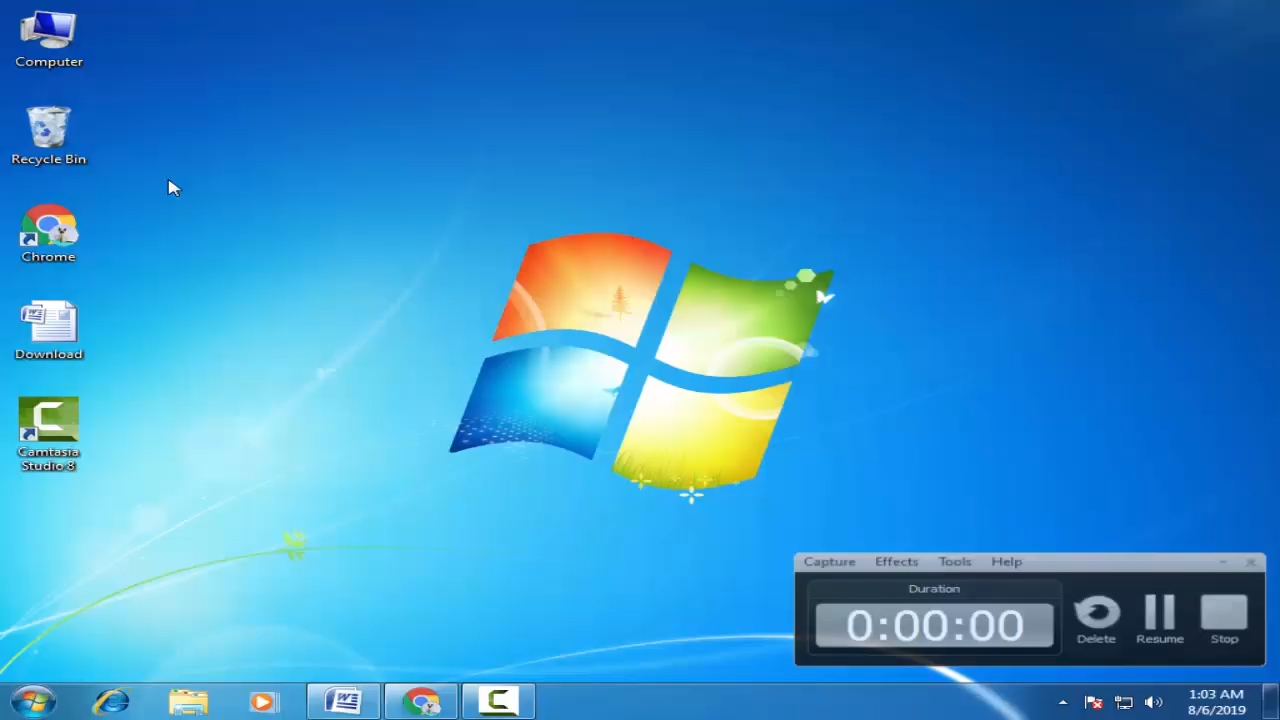 Computer
Recycle Bin
Chrome
Download
Camtasia
Studio 8
Capture Effects Tools Help
Duration
0:00:00
Delete Resume Stop
1:03 AM
8/6/2019